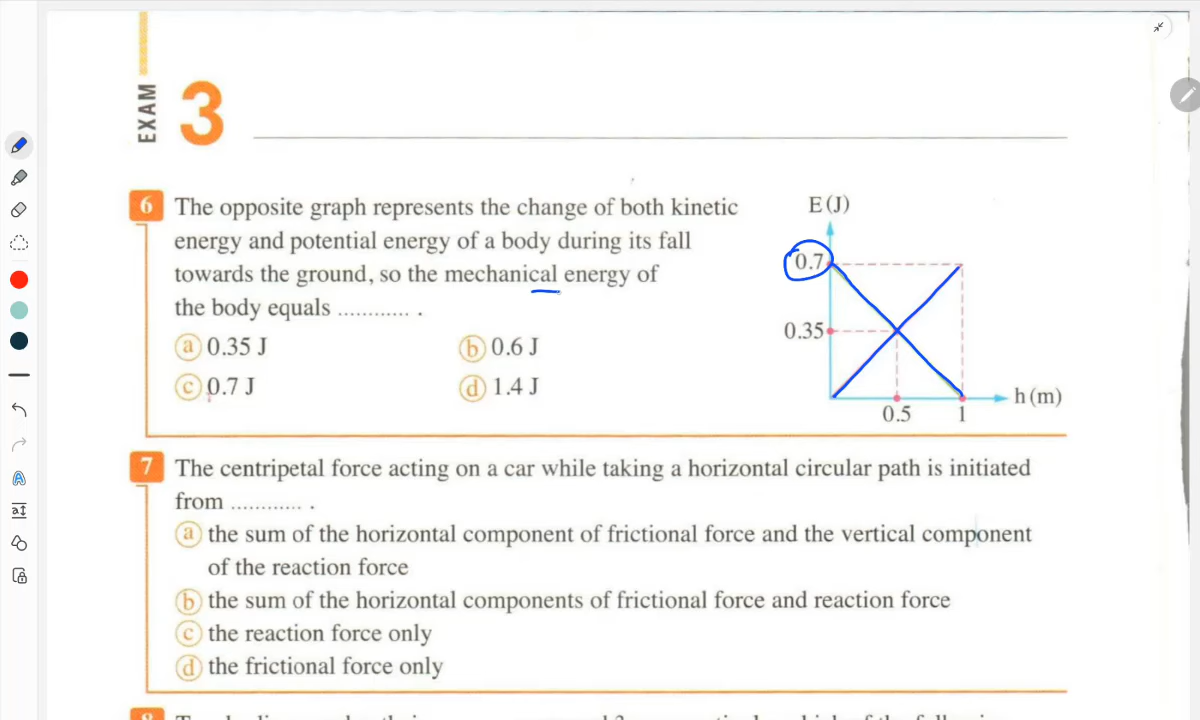 EXAM 3
6 The opposite graph represents the change of both kinetic
energy and potential energy of a body during its fall
towards the ground, so the mechanical energy of
the body equals ............ .
ⓐ 0.35 J ⓑ 0.6 J
ⓒ 0.7 J ⓓ 1.4 J
E (J)
0.7
0.35
0.5 1 h (m)
7 The centripetal force acting on a car while taking a horizontal circular path is initiated
from ............ .
ⓐ the sum of the horizontal component of frictional force and the vertical component
of the reaction force
ⓑ the sum of the horizontal components of frictional force and reaction force
ⓒ the reaction force only
ⓓ the frictional force only